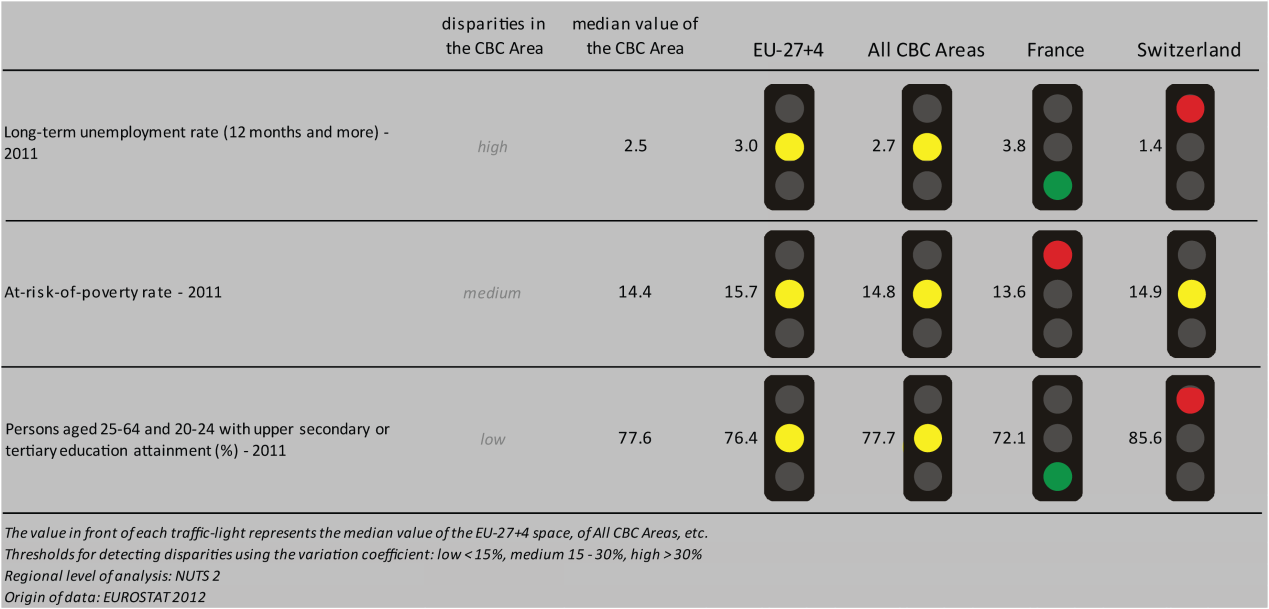 disparities in
the CBC Area
median value of
the CBC Area
EU-27+4
All CBC Areas
France
Switzerland
Long-term unemployment rate (12 months and more) -
2011
high
2.5
3.0
2.7
3.8
1.4
At-risk-of-poverty rate - 2011
medium
14.4
15.7
14.8
13.6
14.9
Persons aged 25-64 and 20-24 with upper secondary or
tertiary education attainment (%) - 2011
low
77.6
76.4
77.7
72.1
85.6
The value in front of each traffic-light represents the median value of the EU-27+4 space, of All CBC Areas, etc.
Thresholds for detecting disparities using the variation coefficient: low < 15%, medium 15 - 30%, high > 30%
Regional level of analysis: NUTS 2
Origin of data: EUROSTAT 2012